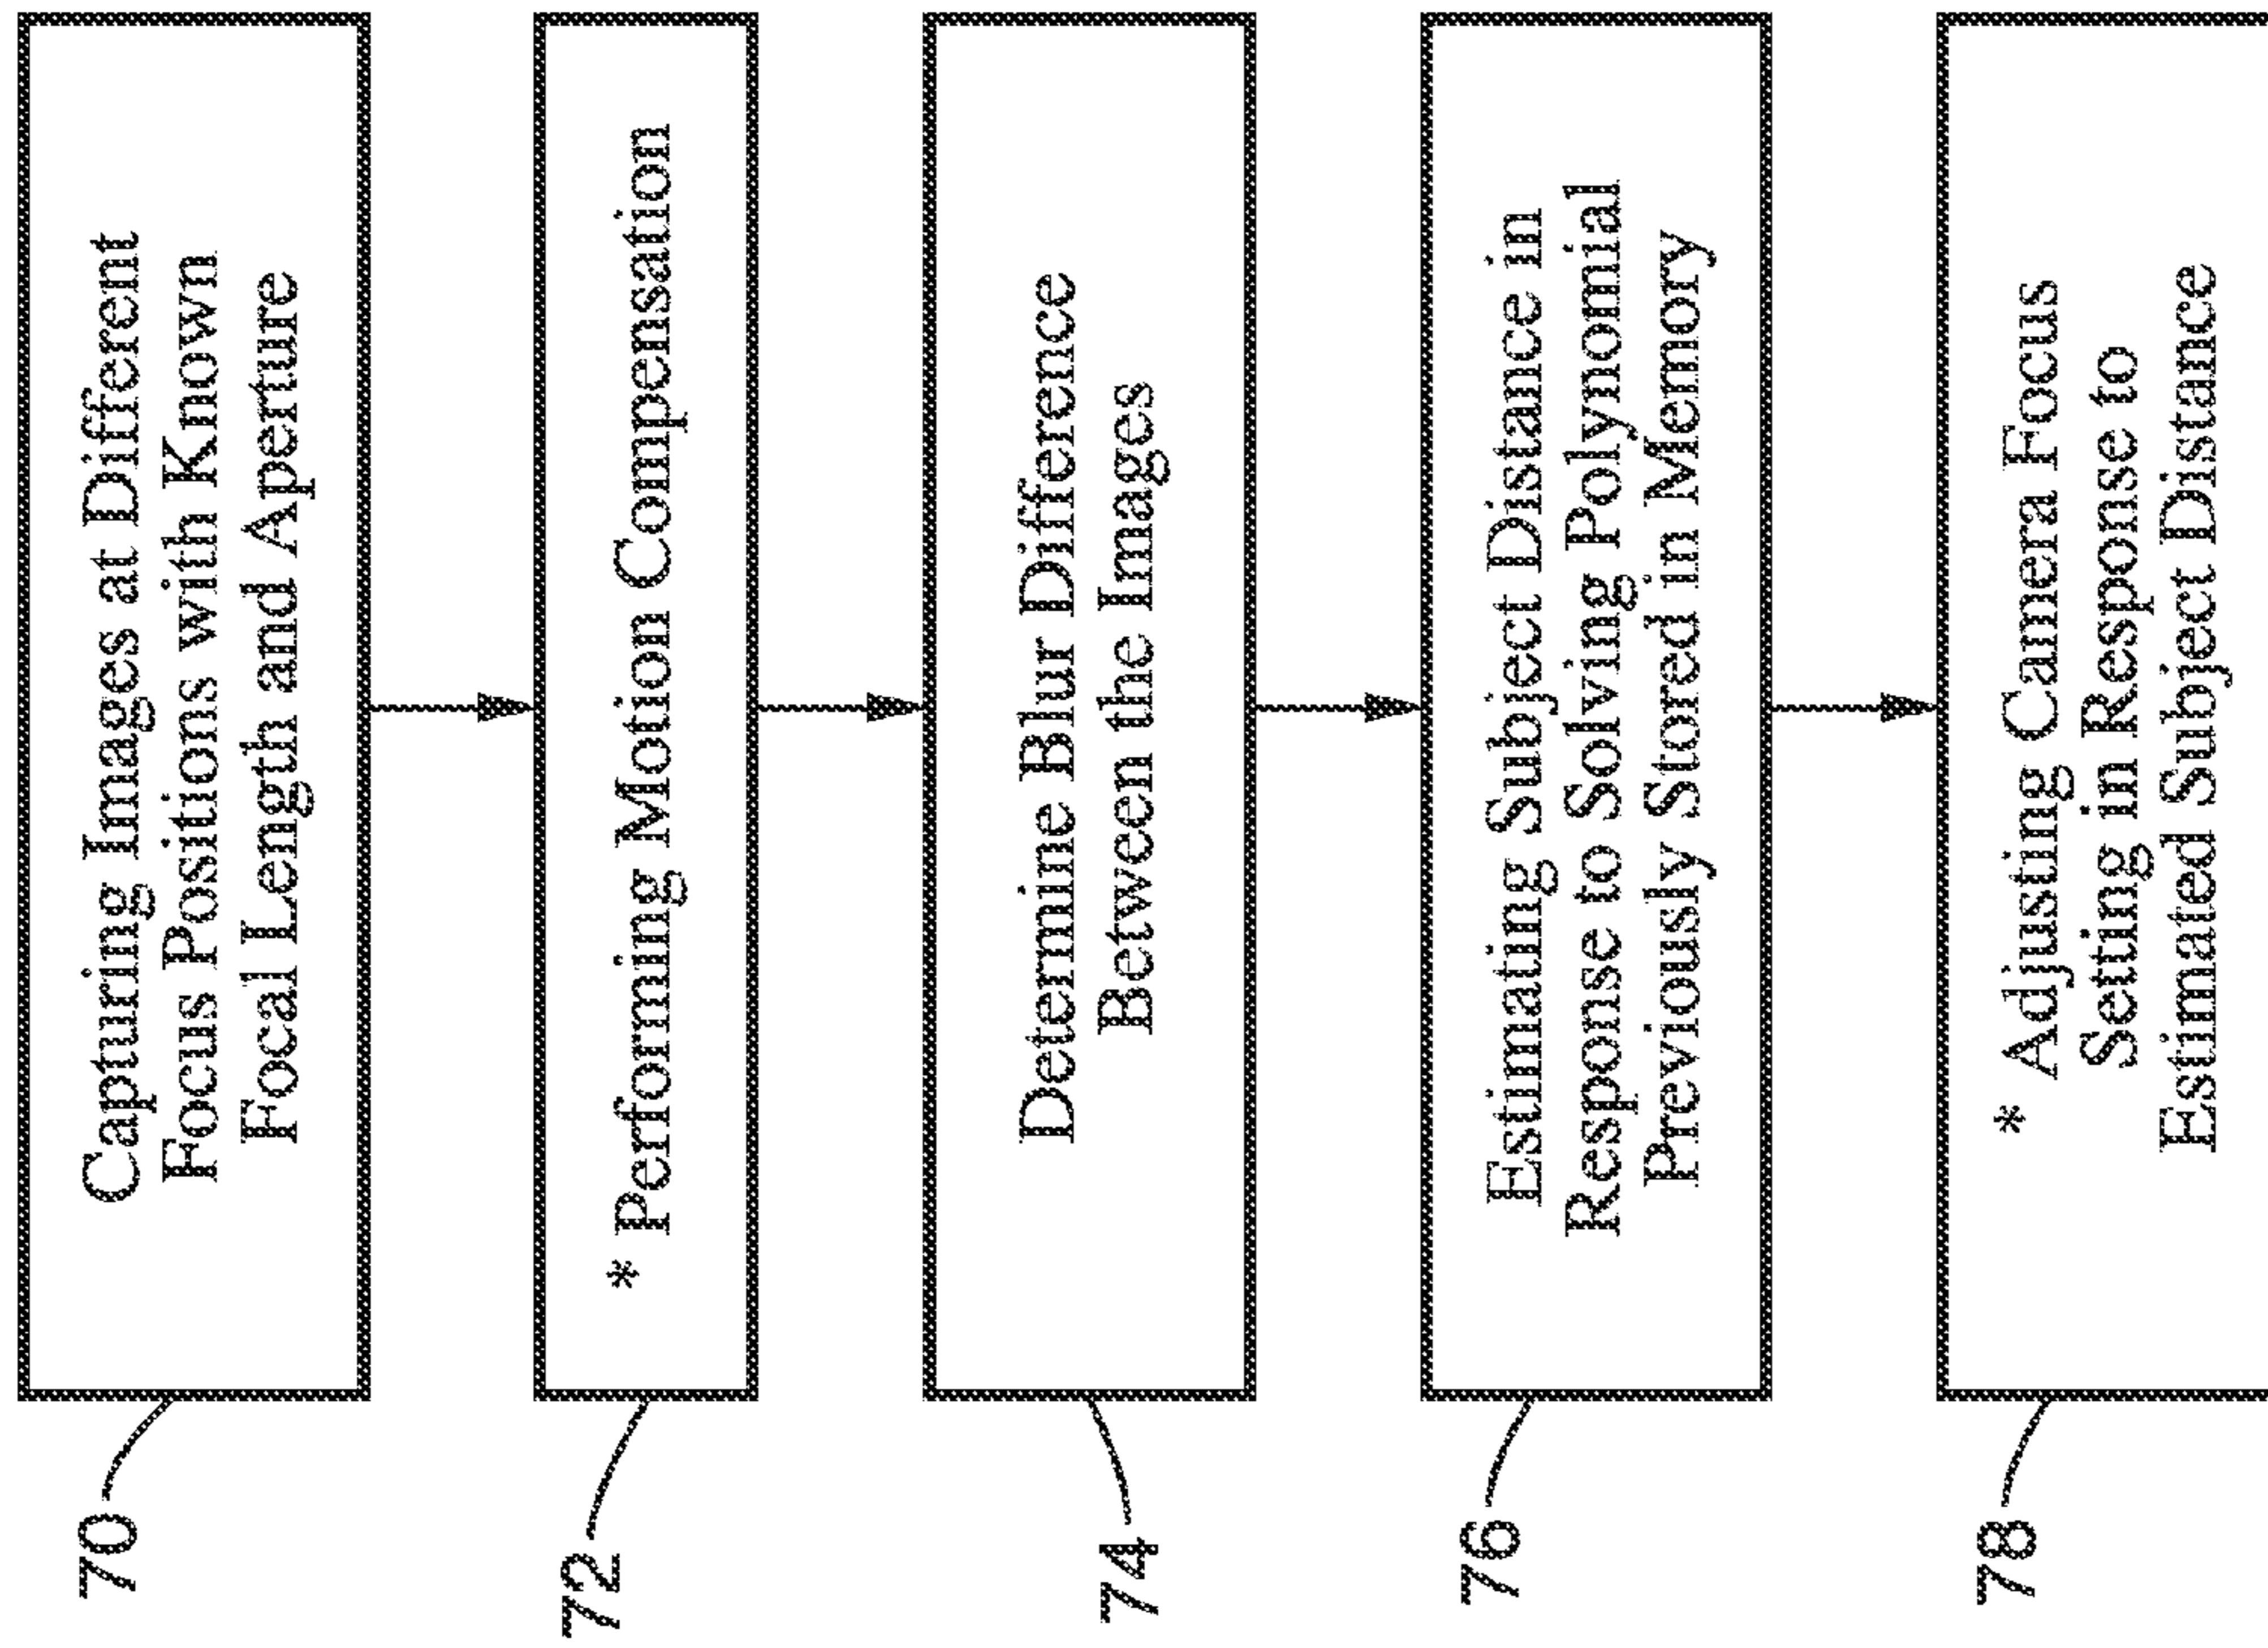 70
Capturing Images at Different
Focus Positions with Known
Focal Length and Aperture
72
* Performing Motion Compensation
74
Determine Blur Difference
Between the Images
76
Estimating Subject Distance in
Response to Solving Polynomial
Previously Stored in Memory
78
* Adjusting Camera Focus
Setting in Response to
Estimated Subject Distance